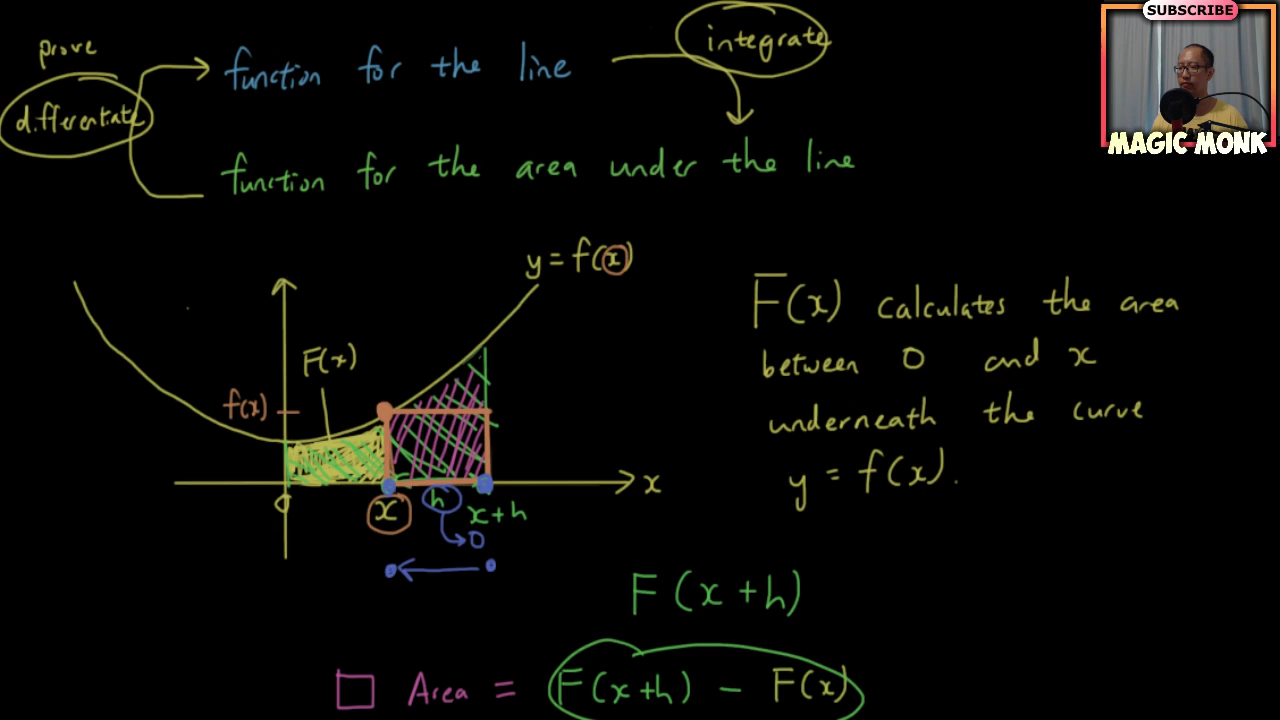 SUBSCRIBE
MAGIC MONK
prove
differentiate
function for the line
integrate
function for the area under the line
y = f(x)
F(x)
f(x)
0
x
h
x+h
x
0
F(x) calculates the area
between 0 and x
underneath the curve
y = f(x).
F(x+h)
Area = F(x+h) - F(x)